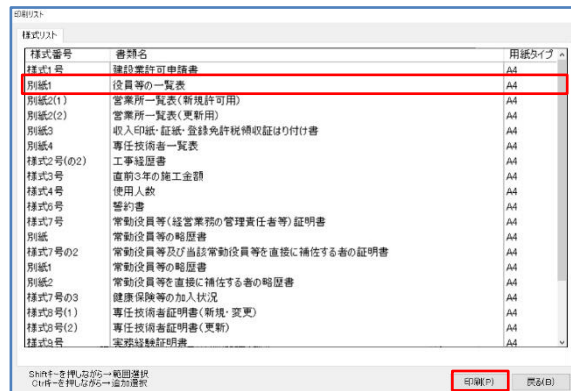 印刷リスト
様式リスト
様式番号 書類名 用紙タイプ
様式1号 建設業許可申請書 A4
別紙1 役員等の一覧表 A4
別紙2(1) 営業所一覧表(新規許可用) A4
別紙2(2) 営業所一覧表(更新用) A4
別紙3 収入印紙・証紙・登録免許税領収証はり付け書 A4
別紙4 専任技術者一覧表 A4
様式2号(の2) 工事経歴書 A4
様式3号 直前3年の施工金額 A4
様式4号 使用人数 A4
様式6号 誓約書 A4
様式7号 常勤役員等(経営業務の管理責任者等)証明書 A4
別紙 常勤役員等の略歴書 A4
様式7号の2 常勤役員等及び当該常勤役員等を直接に補佐する者の証明書 A4
別紙1 常勤役員等の略歴書 A4
別紙2 常勤役員等を直接に補佐する者の略歴書 A4
様式7号の3 健康保険等の加入状況 A4
様式8号(1) 専任技術者証明書(新規・変更) A4
様式8号(2) 専任技術者証明書(更新) A4
様式9号 実務経験証明書 A4
Shiftキーを押しながら→範囲選択
Ctrlキーを押しながら→追加選択
印刷(P) 戻る(B)